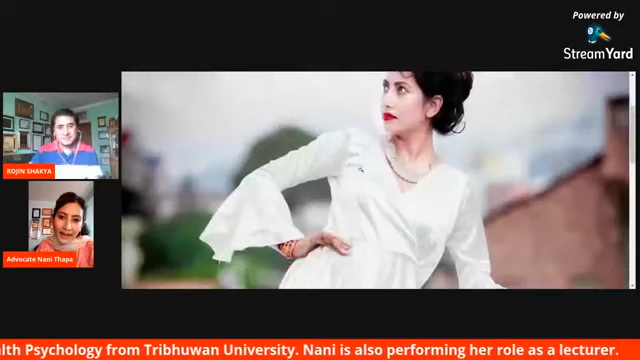 Powered by
StreamYard
ROJIN SHAKYA
Advocate Nani Thapa
lth Psychology from Tribhuwan University. Nani is also performing her role as a lecturer.